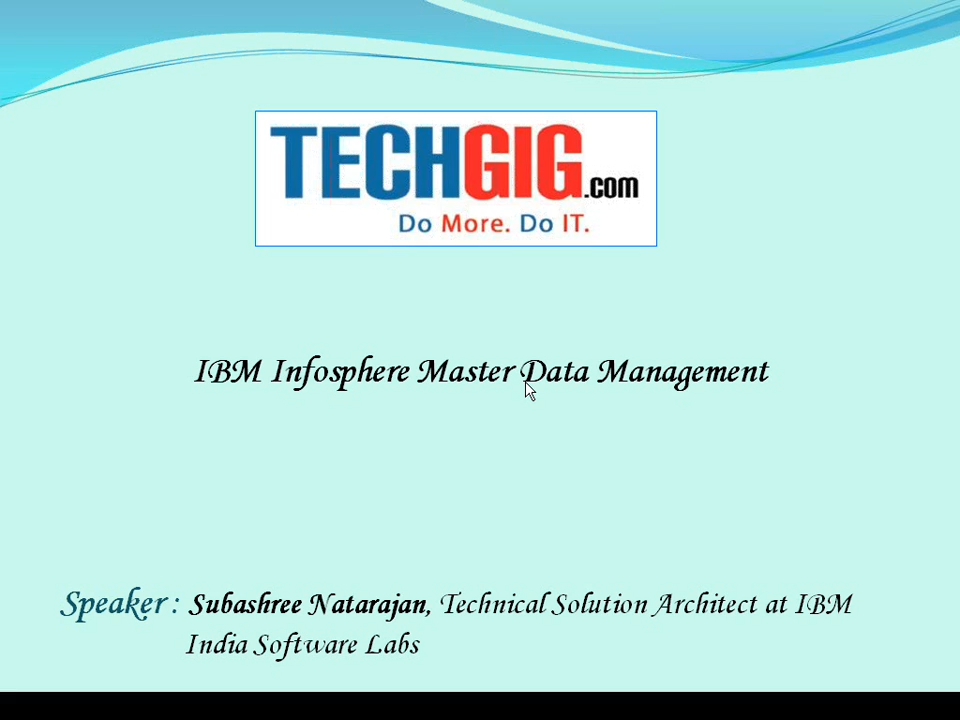 TECHGIG.com
Do More. Do IT.
IBM Infosphere Master Data Management
Speaker : Subashree Natarajan, Technical Solution Architect at IBM
India Software Labs